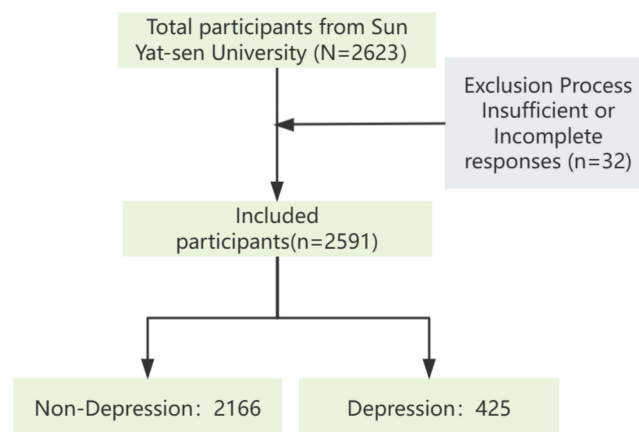 Total participants from Sun
Yat-sen University (N=2623)
Exclusion Process
Insufficient or
Incomplete
responses (n=32)
Included
participants(n=2591)
Non-Depression：2166
Depression：425